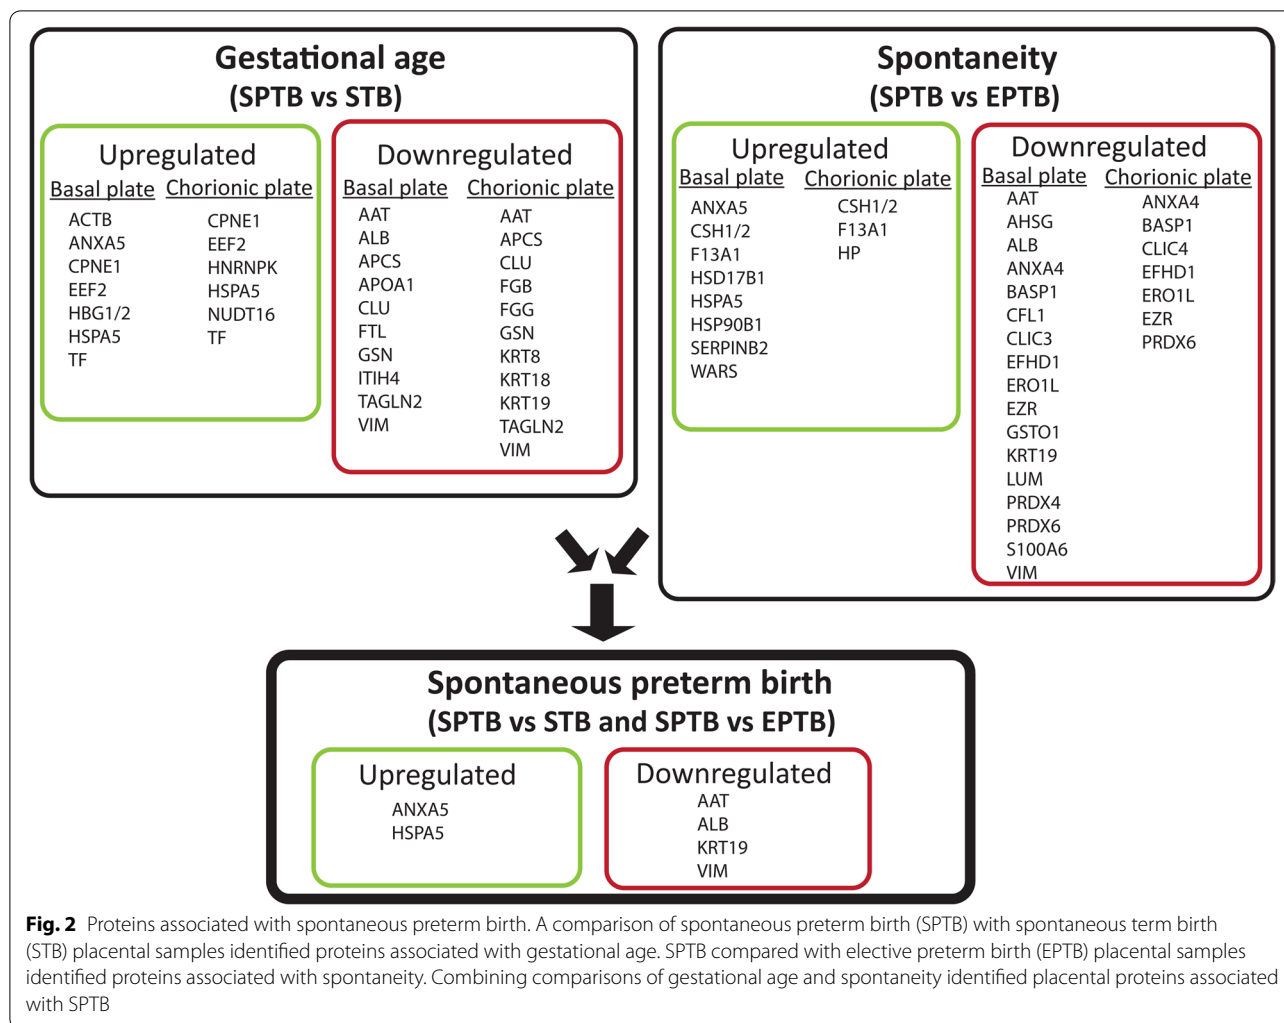 Gestational age
(SPTB vs STB)
Upregulated
Basal plate
ACTB
ANXA5
CPNE1
EEF2
HBG1/2
HSPA5
TF
Chorionic plate
CPNE1
EEF2
HNRNPK
HSPA5
NUDT16
TF
Downregulated
Basal plate
AAT
ALB
APCS
APOA1
CLU
FTL
GSN
ITIH4
TAGLN2
VIM
Chorionic plate
AAT
APCS
CLU
FGB
FGG
GSN
KRT8
KRT18
KRT19
TAGLN2
VIM
Spontaneity
(SPTB vs EPTB)
Upregulated
Basal plate
ANXA5
CSH1/2
F13A1
HSD17B1
HSPA5
HSP90B1
SERPINB2
WARS
Chorionic plate
CSH1/2
F13A1
HP
Downregulated
Basal plate
AAT
AHSG
ALB
ANXA4
BASP1
CFL1
CLIC3
EFHD1
ERO1L
EZR
GSTO1
KRT19
LUM
PRDX4
PRDX6
S100A6
VIM
Chorionic plate
ANXA4
BASP1
CLIC4
EFHD1
ERO1L
EZR
PRDX6
Spontaneous preterm birth
(SPTB vs STB and SPTB vs EPTB)
Upregulated
ANXA5
HSPA5
Downregulated
AAT
ALB
KRT19
VIM
Fig. 2 Proteins associated with spontaneous preterm birth. A comparison of spontaneous preterm birth (SPTB) with spontaneous term birth
(STB) placental samples identified proteins associated with gestational age. SPTB compared with elective preterm birth (EPTB) placental samples
identified proteins associated with spontaneity. Combining comparisons of gestational age and spontaneity identified placental proteins associated
with SPTB